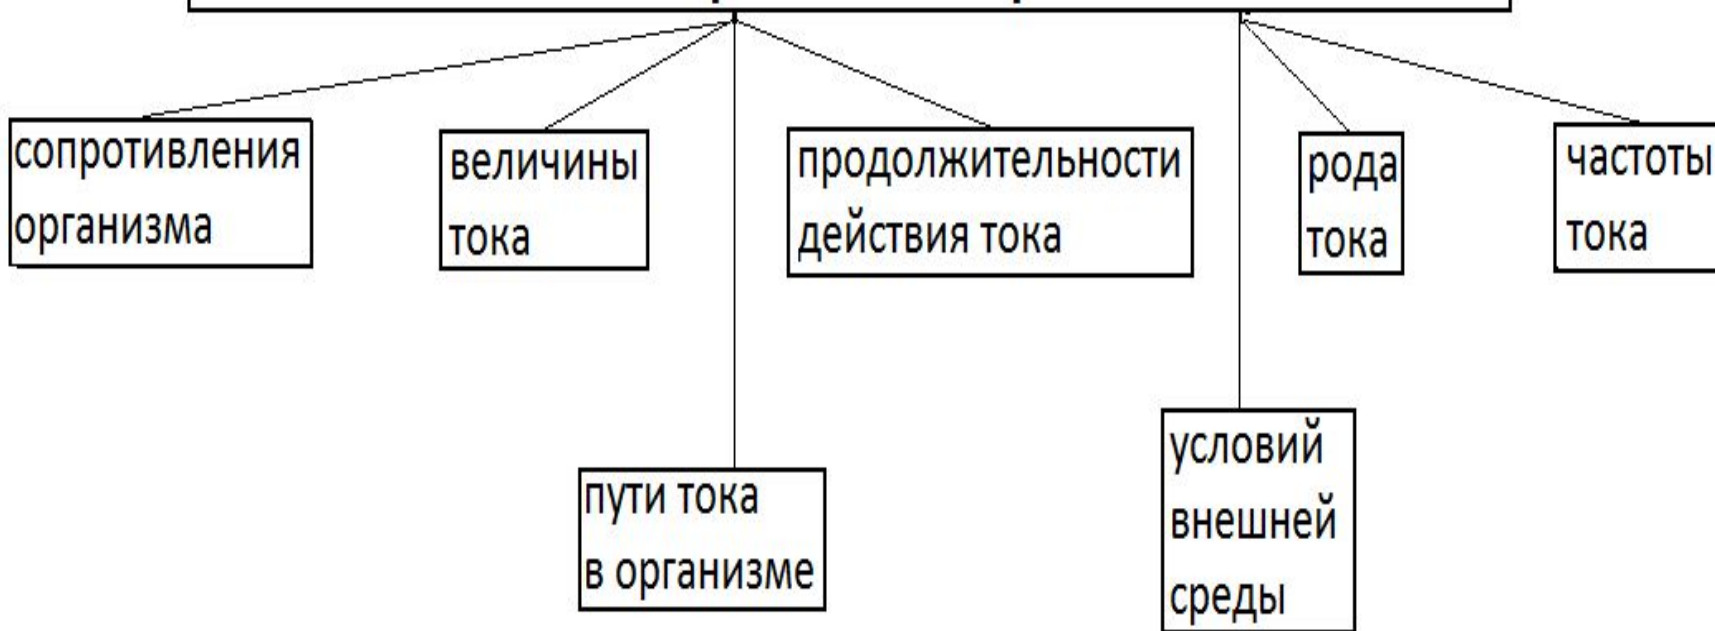 сопротивления
организма
величины
тока
продолжительности
действия тока
рода
тока
частоты
тока
пути тока
в организме
условий
внешней
среды